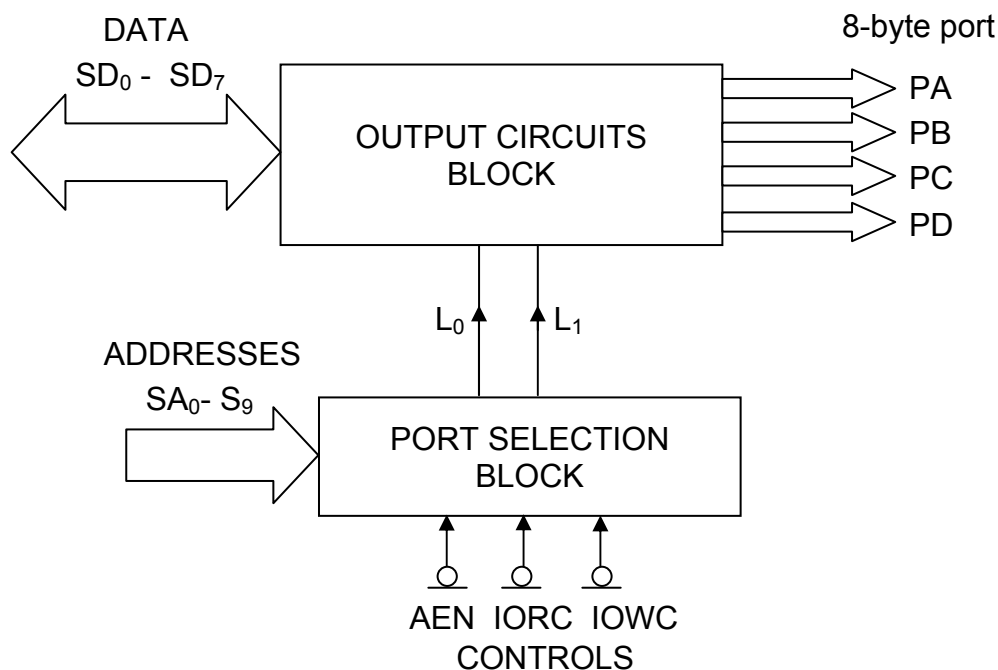 DATA
SD₀ - SD₇
8-byte port
OUTPUT CIRCUITS
BLOCK
PA
PB
PC
PD
L₀
L₁
ADDRESSES
SA₀- S₉
PORT SELECTION
BLOCK
AEN IORC IOWC
CONTROLS